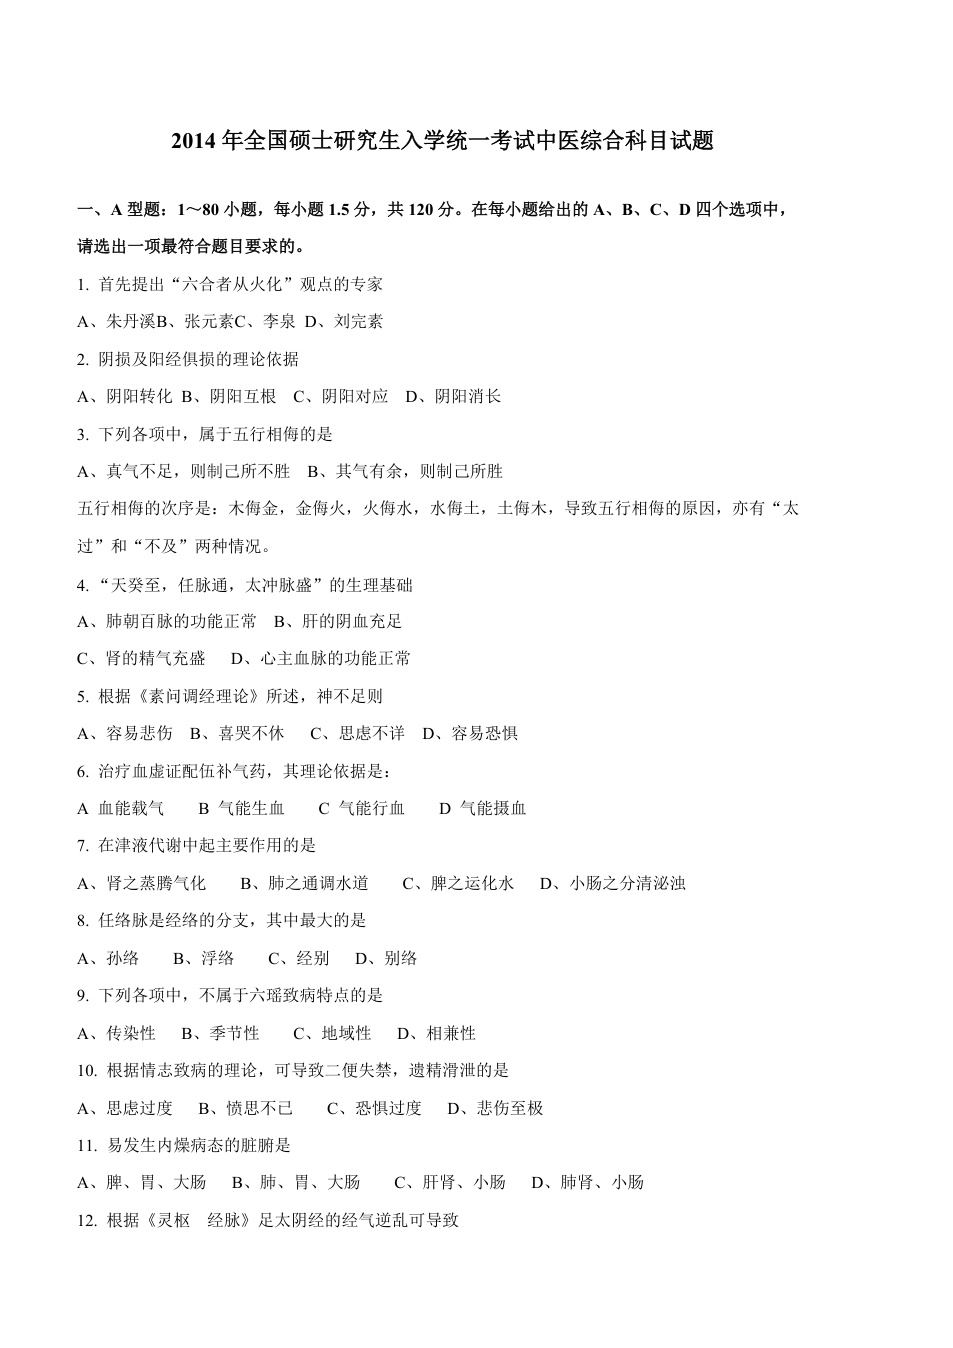 2014 年全国硕士研究生入学统一考试中医综合科目试题
一、A 型题：1～80 小题，每小题 1.5 分，共 120 分。在每小题给出的 A、B、C、D 四个选项中，
请选出一项最符合题目要求的。
1. 首先提出“六合者从火化”观点的专家
A、朱丹溪B、张元素C、李杲 D、刘完素
2. 阴损及阳经俱损的理论依据
A、阴阳转化 B、阴阳互根 C、阴阳对应 D、阴阳消长
3. 下列各项中，属于五行相侮的是
A、真气不足，则制己所不胜 B、其气有余，则制己所胜
五行相侮的次序是：木侮金，金侮火，火侮水，水侮土，土侮木，导致五行相侮的原因，亦有“太
过”和“不及”两种情况。
4. “天癸至，任脉通，太冲脉盛”的生理基础
A、肺朝百脉的功能正常 B、肝的阴血充足
C、肾的精气充盛 D、心主血脉的功能正常
5. 根据《素问调经理论》所述，神不足则
A、容易悲伤 B、喜哭不休 C、思虑不详 D、容易恐惧
6. 治疗血虚证配伍补气药，其理论依据是：
A 血能载气 B 气能生血 C 气能行血 D 气能摄血
7. 在津液代谢中起主要作用的是
A、肾之蒸腾气化 B、肺之通调水道 C、脾之运化水 D、小肠之分清泌浊
8. 任络脉是经络的分支，其中最大的是
A、孙络 B、浮络 C、经别 D、别络
9. 下列各项中，不属于六瑶致病特点的是
A、传染性 B、季节性 C、地域性 D、相兼性
10. 根据情志致病的理论，可导致二便失禁，遗精滑泄的是
A、思虑过度 B、愤思不已 C、恐惧过度 D、悲伤至极
11. 易发生内燥病态的脏腑是
A、脾、胃、大肠 B、肺、胃、大肠 C、肝肾、小肠 D、肺肾、小肠
12. 根据《灵枢 经脉》足太阴经的经气逆乱可导致